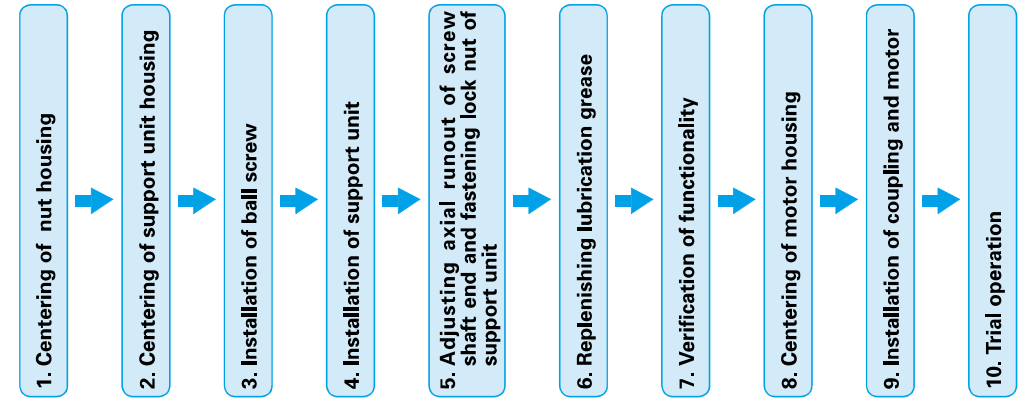 1. Centering of nut housing
2. Centering of support unit housing
3. Installation of ball screw
4. Installation of support unit
5. Adjusting axial runout of screw
shaft end and fastening lock nut of
support unit
6. Replenishing lubrication grease
7. Verification of functionality
8. Centering of motor housing
9. Installation of coupling and motor
10. Trial operation